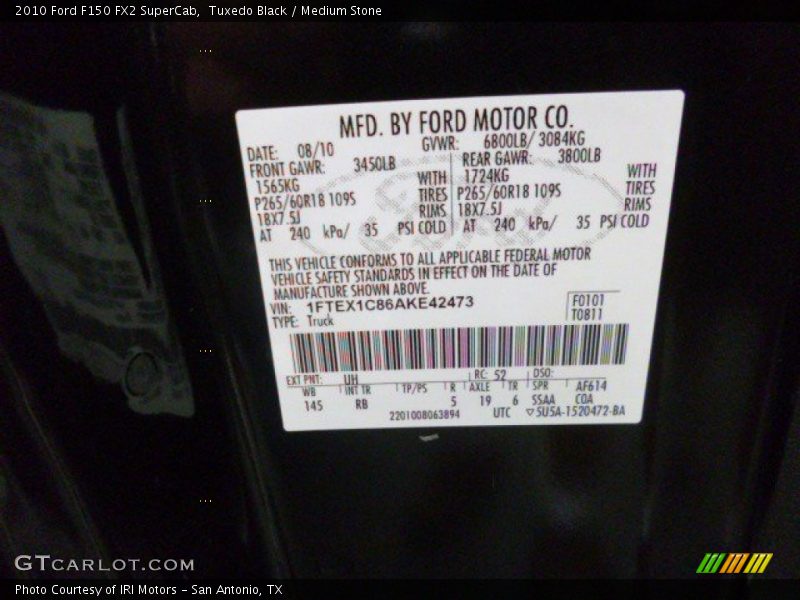 2010 Ford F150 FX2 SuperCab,  Tuxedo Black / Medium Stone
MFD. BY FORD MOTOR CO.
DATE: 08/10 GVWR: 6800LB/ 3084KG
FRONT GAWR: 3450LB REAR GAWR: 3800LB
1565KG WITH 1724KG WITH
P265/60R18 109S TIRES P265/60R18 109S TIRES
18X7.5J RIMS 18X7.5J RIMS
AT 240 kPa/ 35 PSI COLD AT 240 kPa/ 35 PSI COLD
THIS VEHICLE CONFORMS TO ALL APPLICABLE FEDERAL MOTOR
VEHICLE SAFETY STANDARDS IN EFFECT ON THE DATE OF
MANUFACTURE SHOWN ABOVE.
VIN: 1FTEX1C86AKE42473 F0101
TYPE: Truck T0811
EXT PNT: UH RC: 52 DSO:
WB INT TR TP/PS R AXLE TR SPR AF614
145 RB 5 19 6 SSAA COA
2201008063894 UTC ▽5U5A-1520472-BA
Ford
GTCARLOT.COM
Photo Courtesy of IRI Motors – San Antonio, TX